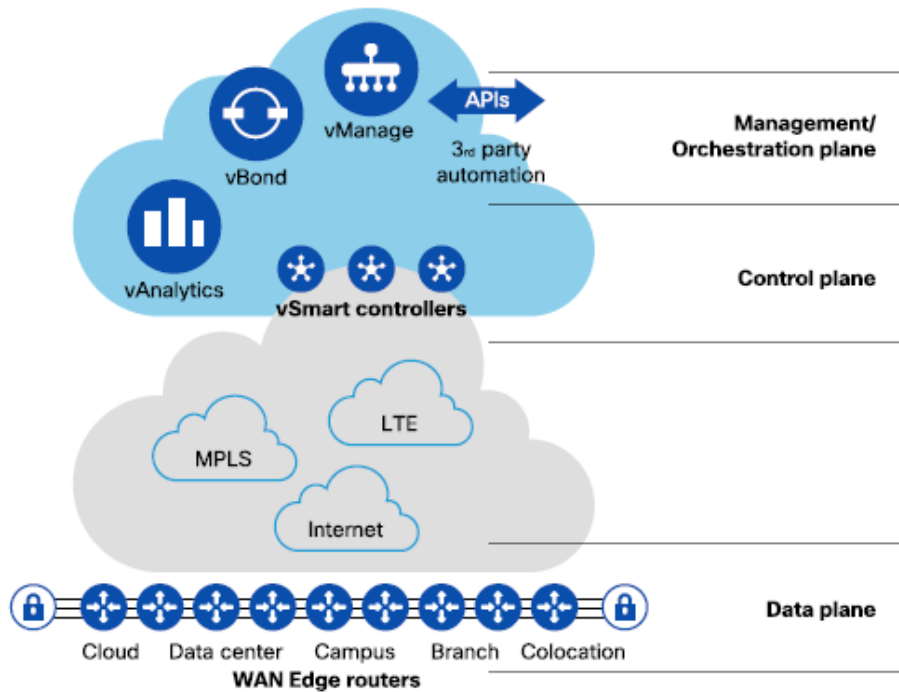 vManage
APIs
vBond
3rd party
automation
Management/
Orchestration plane
vAnalytics
vSmart controllers
Control plane
LTE
MPLS
Internet
Data plane
Cloud
Data center
Campus
Branch
Colocation
WAN Edge routers